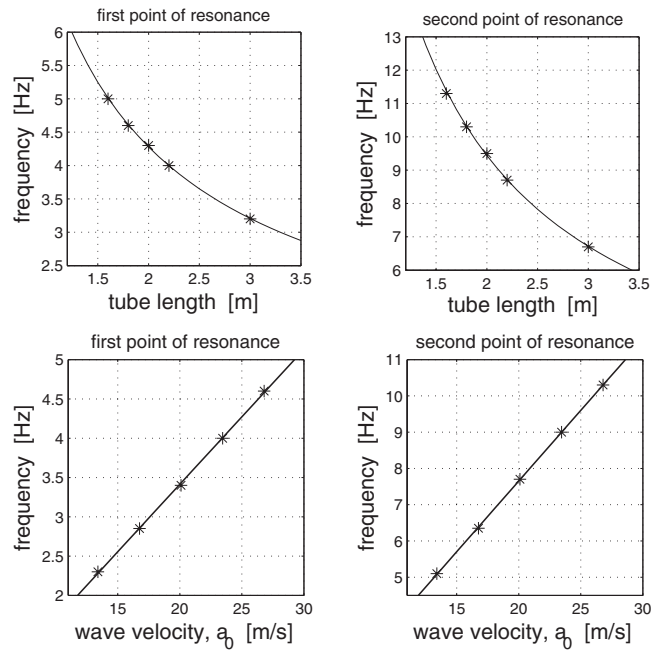 first point of resonance
6
5.5
5
4.5
4
3.5
3
2.5
frequency [Hz]
1.5 2 2.5 3 3.5
tube length [m]
second point of resonance
13
12
11
10
9
8
7
6
frequency [Hz]
1.5 2 2.5 3 3.5
tube length [m]
first point of resonance
5
4.5
4
3.5
3
2.5
2
frequency [Hz]
15 20 25 30
wave velocity, a0 [m/s]
second point of resonance
11
10
9
8
7
6
5
frequency [Hz]
15 20 25 30
wave velocity, a0 [m/s]